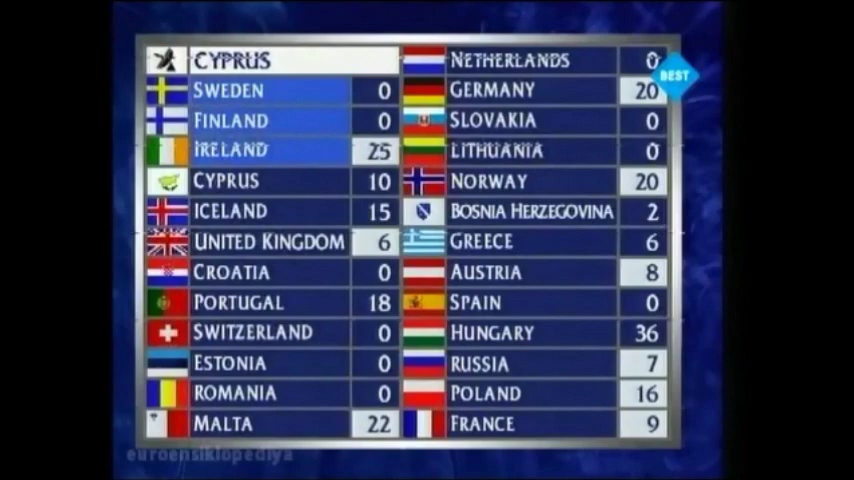 CYPRUS
SWEDEN 0
FINLAND 0
IRELAND 25
CYPRUS 10
ICELAND 15
UNITED KINGDOM 6
CROATIA 0
PORTUGAL 18
SWITZERLAND 0
ESTONIA 0
ROMANIA 0
MALTA 22
NETHERLANDS 0
GERMANY 20
SLOVAKIA 0
LITHUANIA 0
NORWAY 20
BOSNIA HERZEGOVINA 2
GREECE 6
AUSTRIA 8
SPAIN 0
HUNGARY 36
RUSSIA 7
POLAND 16
FRANCE 9
BEST
euroensiklopediya